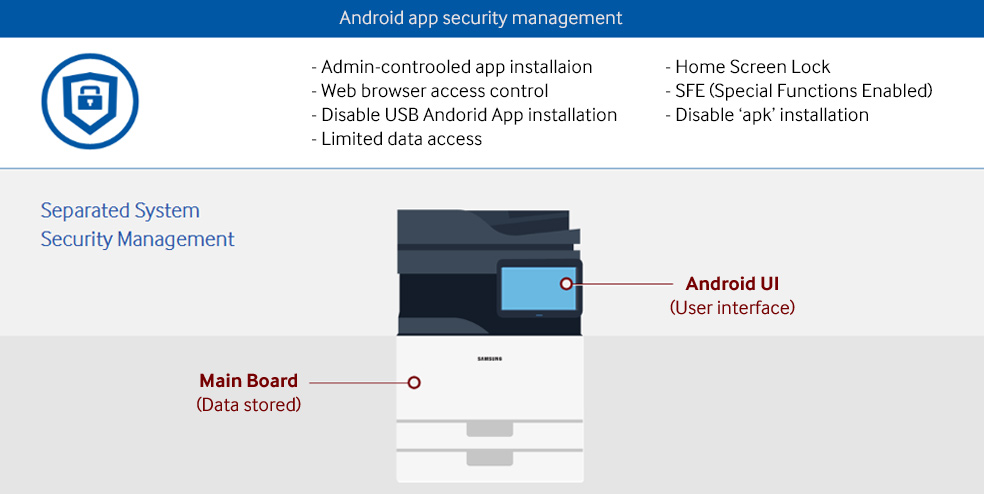 Android app security management
- Admin-controoled app installaion
- Web browser access control
- Disable USB Andorid App installation
- Limited data access
- Home Screen Lock
- SFE (Special Functions Enabled)
- Disable ‘apk’ installation
Separated System
Security Management
Android UI
(User interface)
SAMSUNG
Main Board
(Data stored)